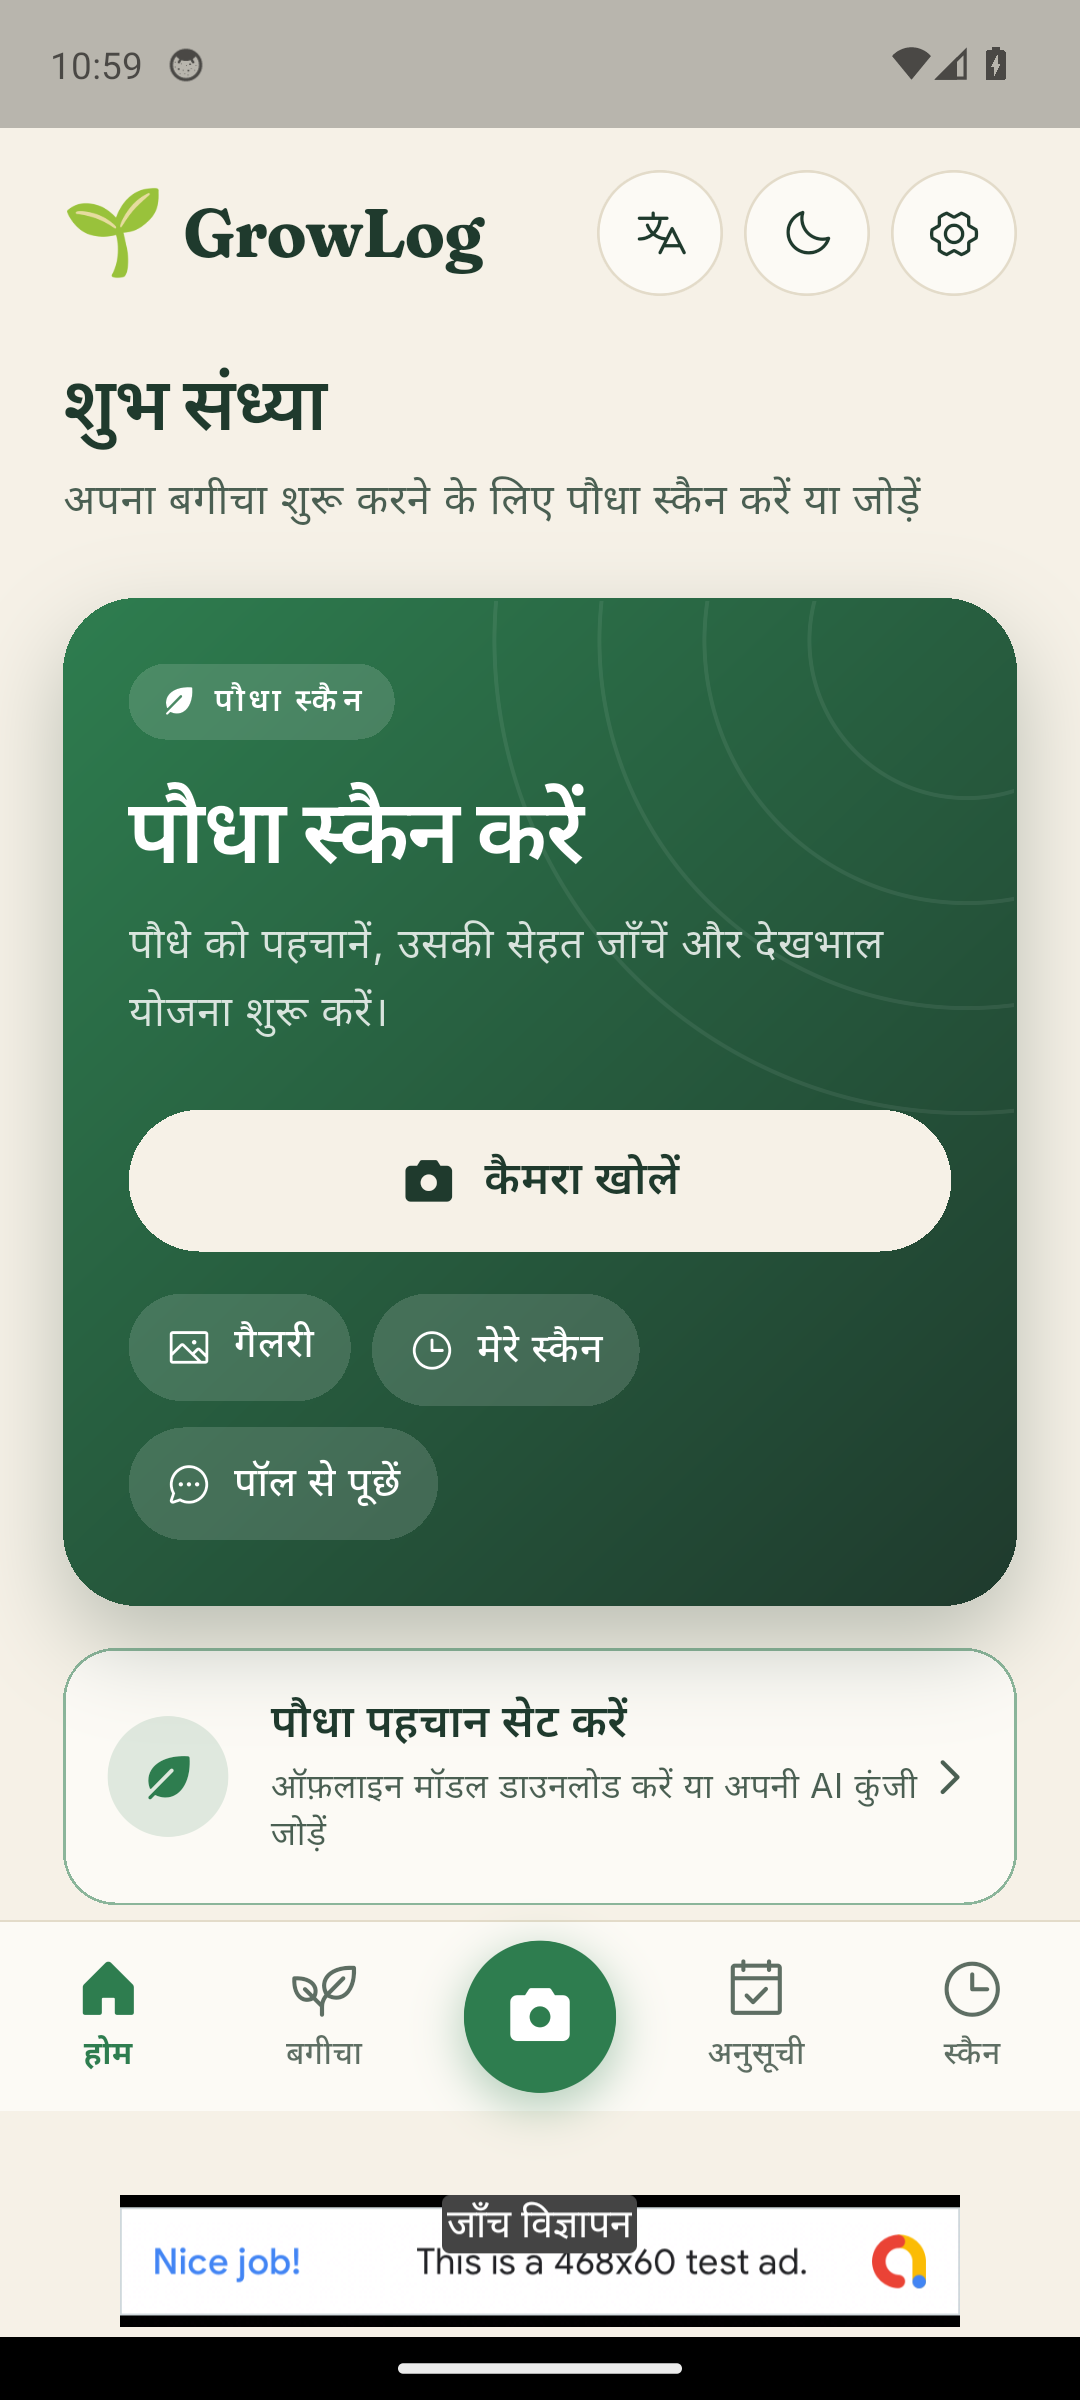 10:59
GrowLog
शुभ संध्या
अपना बगीचा शुरू करने के लिए पौधा स्कैन करें या जोड़ें
पौधा स्कैन
पौधा स्कैन करें
पौधे को पहचानें, उसकी सेहत जाँचें और देखभाल
योजना शुरू करें।
कैमरा खोलें
गैलरी
मेरे स्कैन
पॉल से पूछें
पौधा पहचान सेट करें
ऑफ़लाइन मॉडल डाउनलोड करें या अपनी AI कुंजी
जोड़ें
होम
बगीचा
अनुसूची
स्कैन
जाँच विज्ञापन
Nice job!
This is a 468x60 test ad.